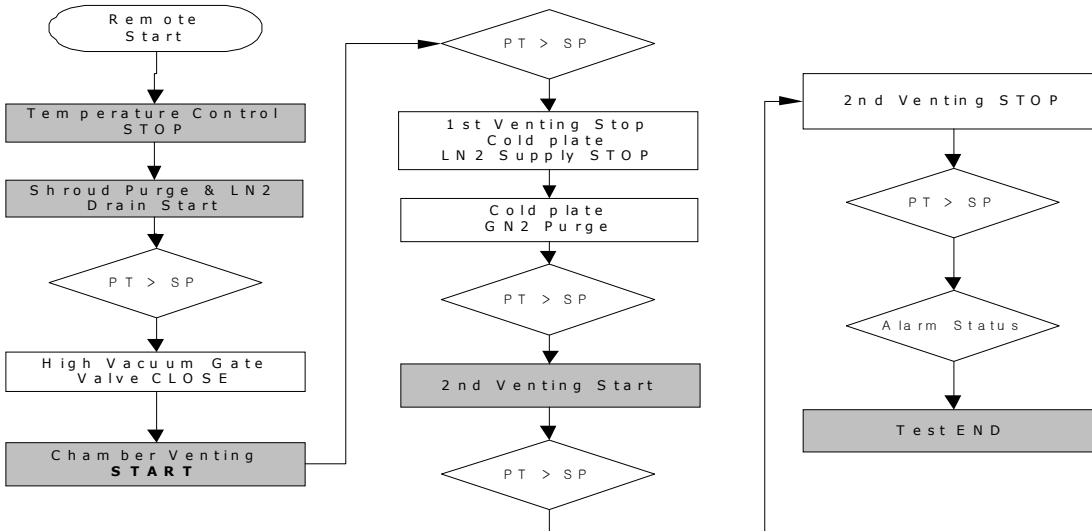 Remote
Start
Temperature Control
STOP
Shroud Purge & LN2
Drain Start
PT > SP
High Vacuum Gate
Valve CLOSE
Chamber Venting
START
PT > SP
1st Venting Stop
Cold plate
LN2 Supply STOP
Cold plate
GN2 Purge
PT > SP
2nd Venting Start
PT > SP
2nd Venting STOP
PT > SP
Alarm Status
Test END